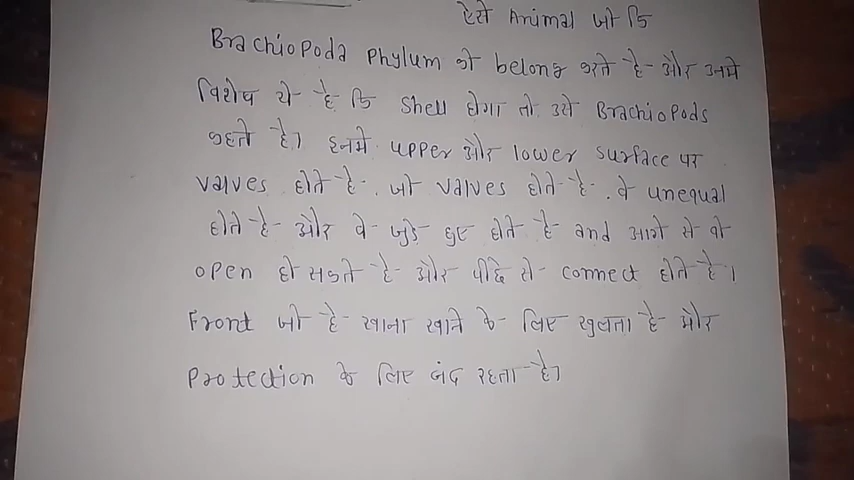 ऐसे Animal जो कि
Brachiopoda Phylum को belong करते है और उनमे
विशेष ये है कि shell होगा तो उसे Brachiopods
कहते है। इनमे upper और lower surface पर
valves होते है. जो valves होते है. वे unequal
होते है और वे जुडे हुए होते है and आगे से वो
open हो सकते है और पीछे से connect होते है।
Front जो है खाना खाने के लिए खुलता है और
Protection के लिए बंद रहता है।